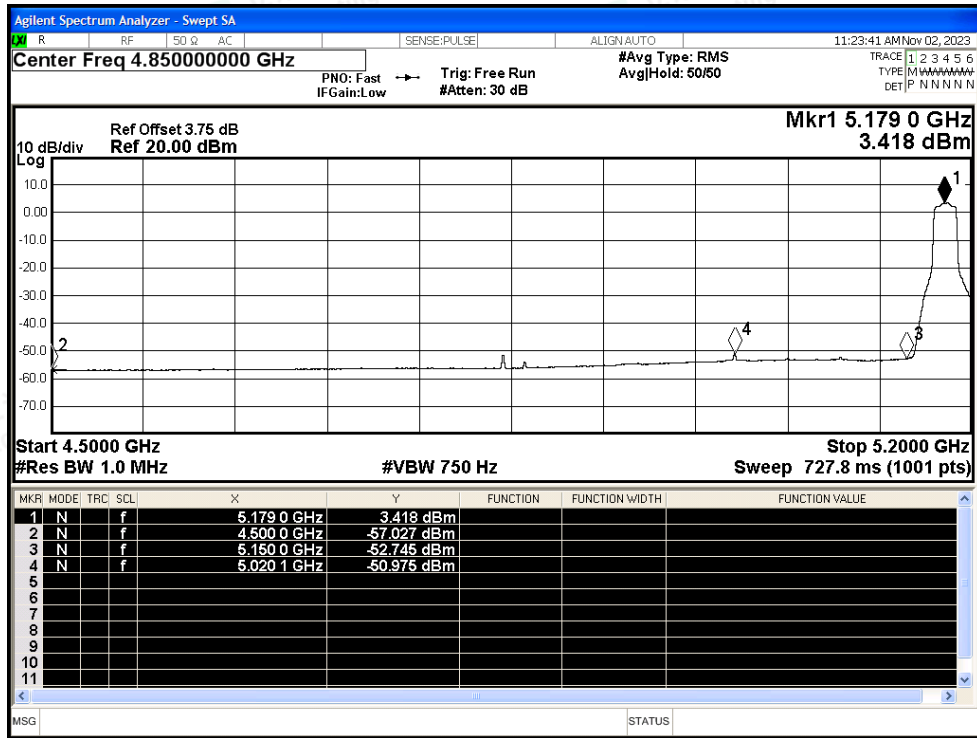 Agilent Spectrum Analyzer - Swept SA
LXI R RF 50 Ω AC SENSE:PULSE ALIGN AUTO 11:23:41 AM Nov 02, 2023
Center Freq 4.850000000 GHz
PNO: Fast
IFGain:Low
Trig: Free Run
#Atten: 30 dB
#Avg Type: RMS
Avg|Hold: 50/50
TRACE 1 2 3 4 5 6
TYPE M
DET P N N N N N
Ref Offset 3.75 dB
10 dB/div Ref 20.00 dBm
Log
Mkr1 5.179 0 GHz
3.418 dBm
1
10.0
0.00
-10.0
-20.0
-30.0
-40.0
4
3
2
-50.0
-60.0
-70.0
Start 4.5000 GHz Stop 5.2000 GHz
#Res BW 1.0 MHz #VBW 750 Hz Sweep 727.8 ms (1001 pts)
MKR MODE TRC SCL X Y FUNCTION FUNCTION WIDTH FUNCTION VALUE
1 N f 5.179 0 GHz 3.418 dBm
2 N f 4.500 0 GHz -57.027 dBm
3 N f 5.150 0 GHz -52.745 dBm
4 N f 5.020 1 GHz -50.975 dBm
5
6
7
8
9
10
11
MSG STATUS